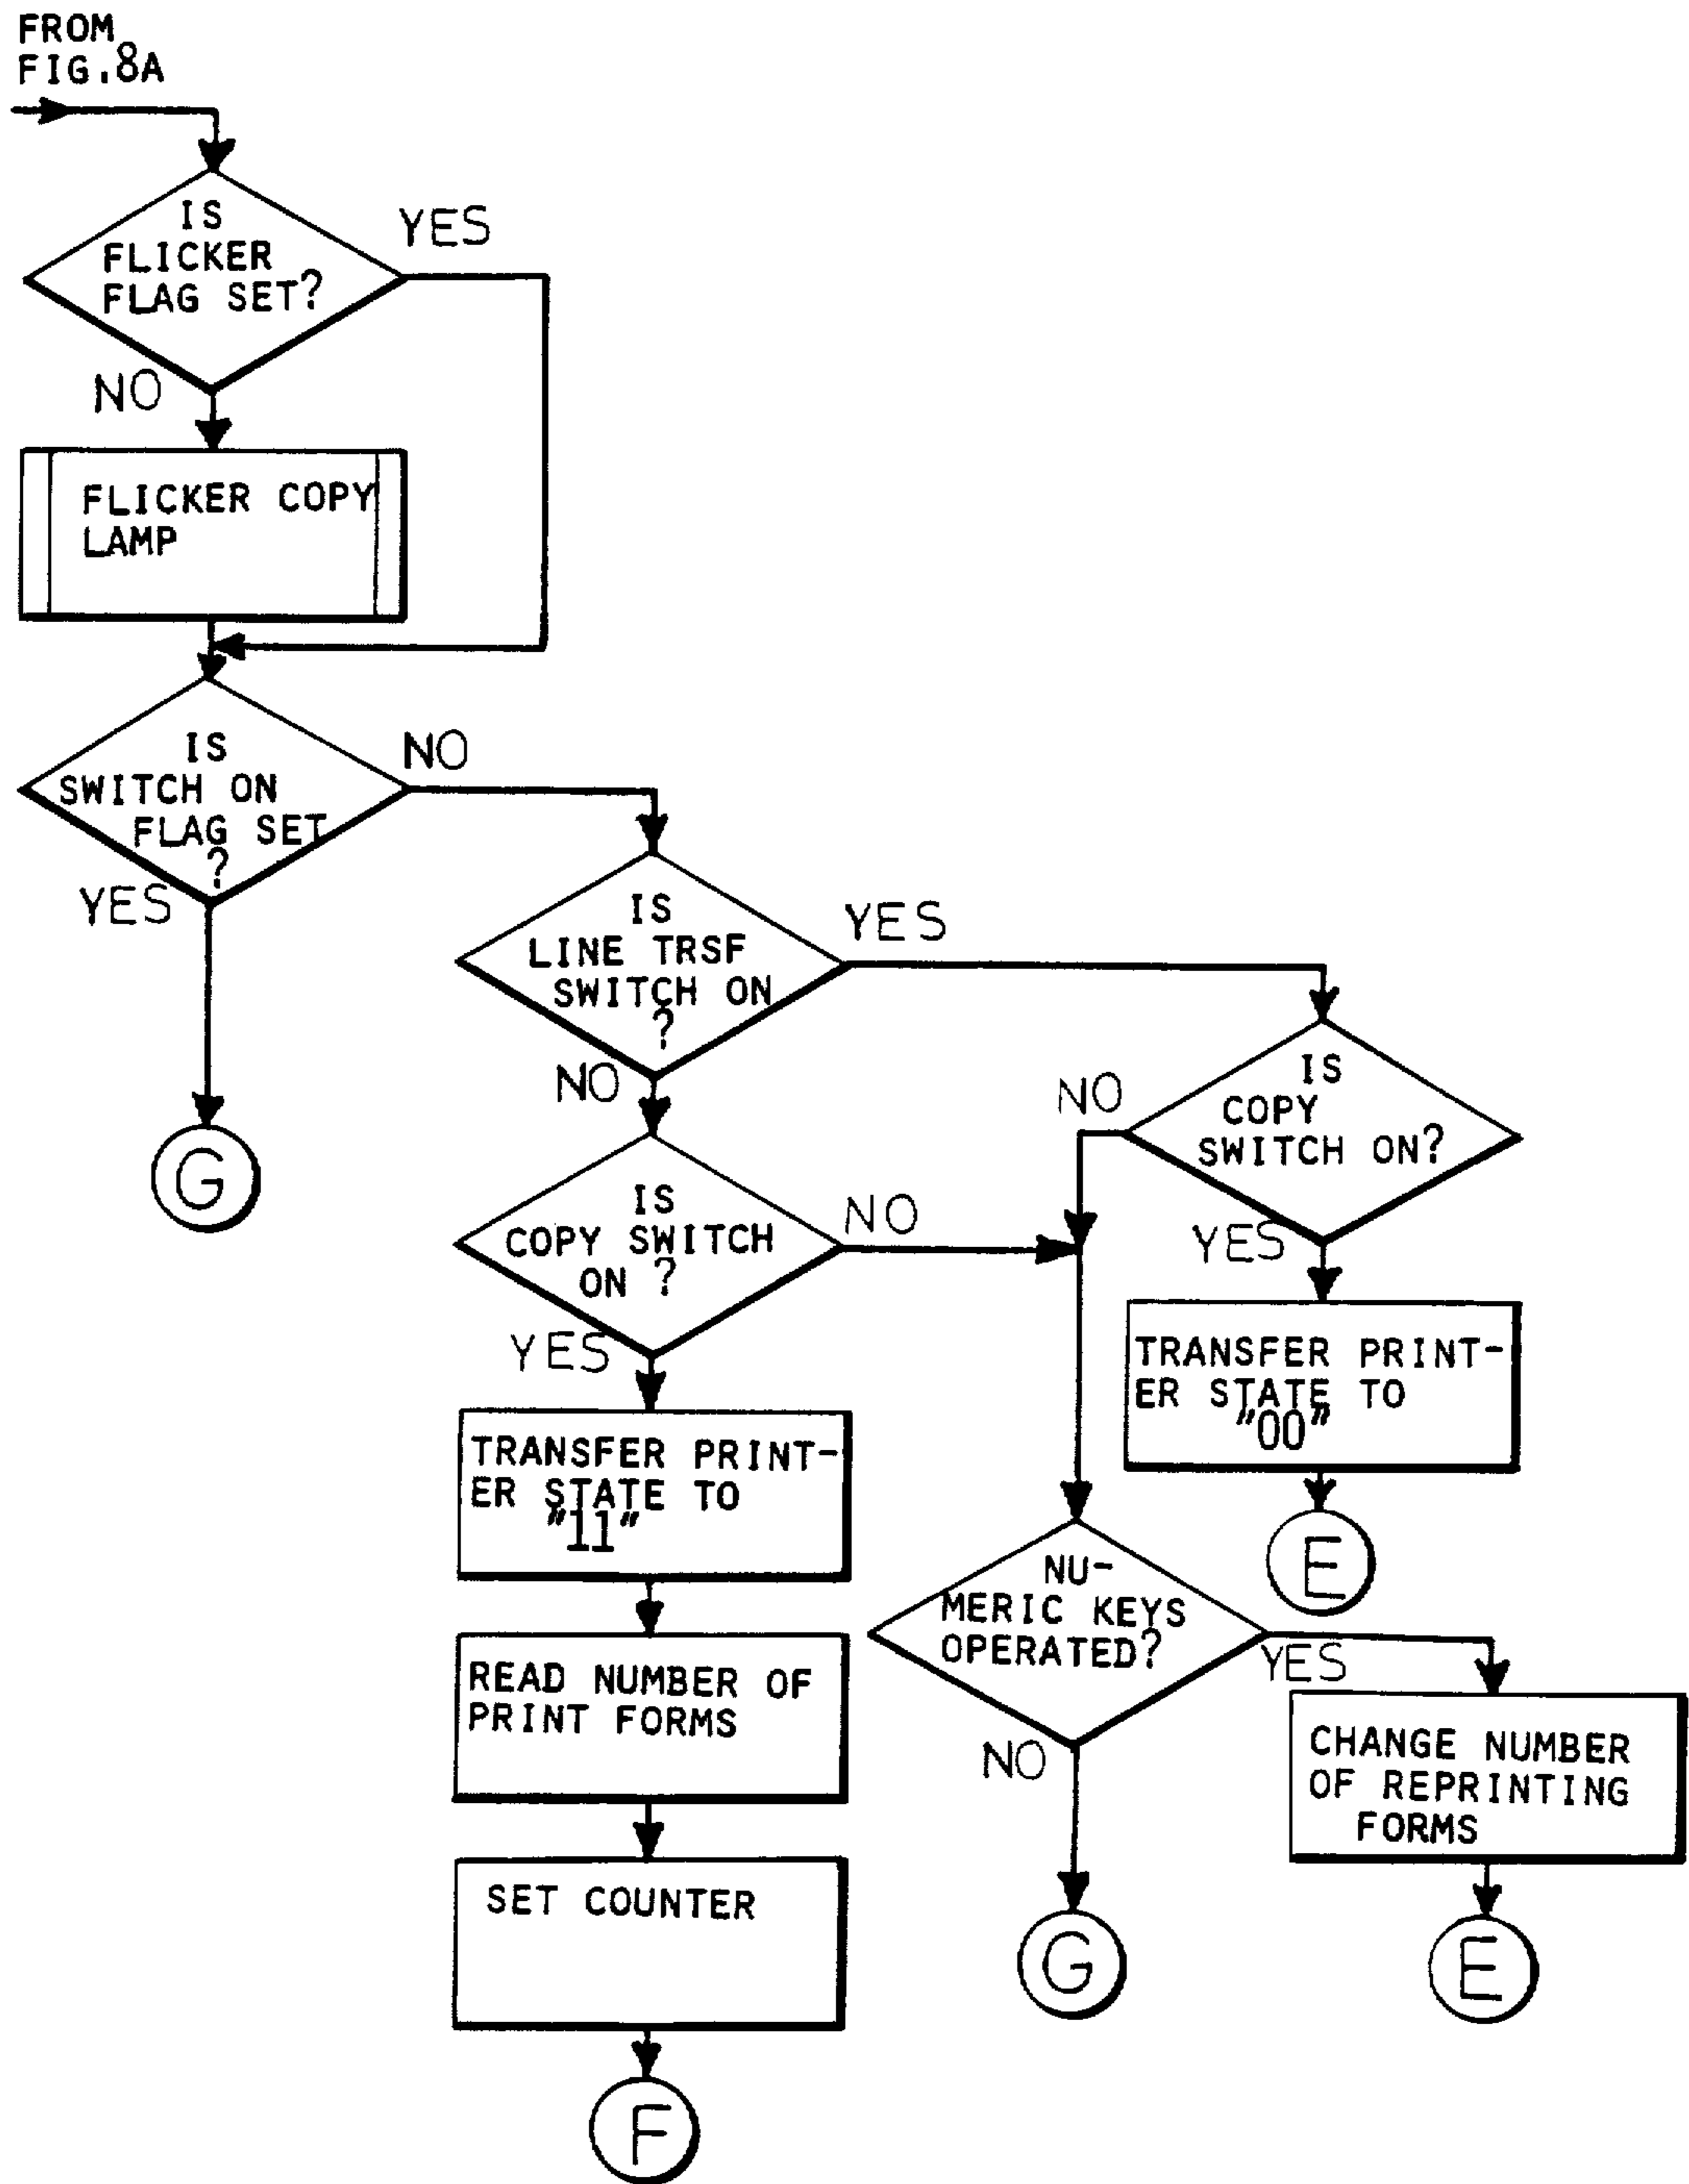 FROM
FIG.8A
IS
FLICKER
FLAG SET?
YES
NO
FLICKER COPY
LAMP
IS
SWITCH ON
FLAG SET
?
NO
YES
G
IS
LINE TRSF
SWITCH ON
?
YES
NO
IS
COPY
SWITCH ON?
NO
YES
IS
COPY SWITCH
ON ?
NO
YES
TRANSFER PRINT-
ER STATE TO
"00"
E
TRANSFER PRINT-
ER STATE TO
"11"
NU-
MERIC KEYS
OPERATED?
YES
NO
READ NUMBER OF
PRINT FORMS
CHANGE NUMBER
OF REPRINTING
FORMS
SET COUNTER
G
E
F